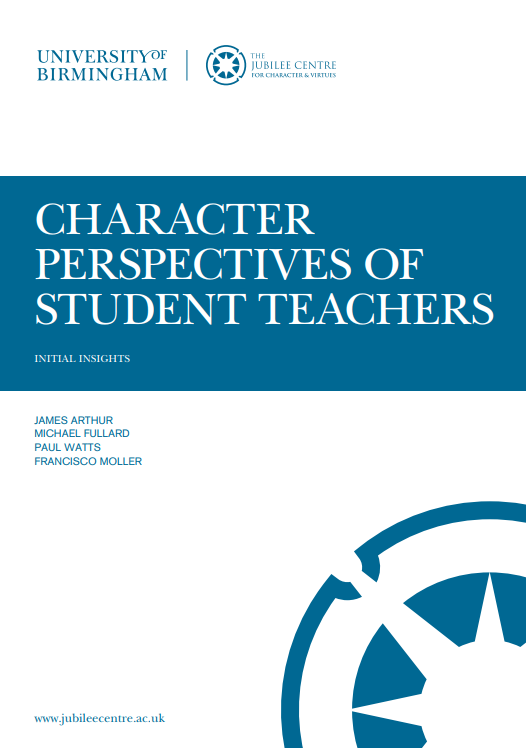 UNIVERSITY OF
BIRMINGHAM
THE
JUBILEE CENTRE
FOR CHARACTER & VIRTUES
CHARACTER
PERSPECTIVES OF
STUDENT TEACHERS
INITIAL INSIGHTS
JAMES ARTHUR
MICHAEL FULLARD
PAUL WATTS
FRANCISCO MOLLER
www.jubileecentre.ac.uk